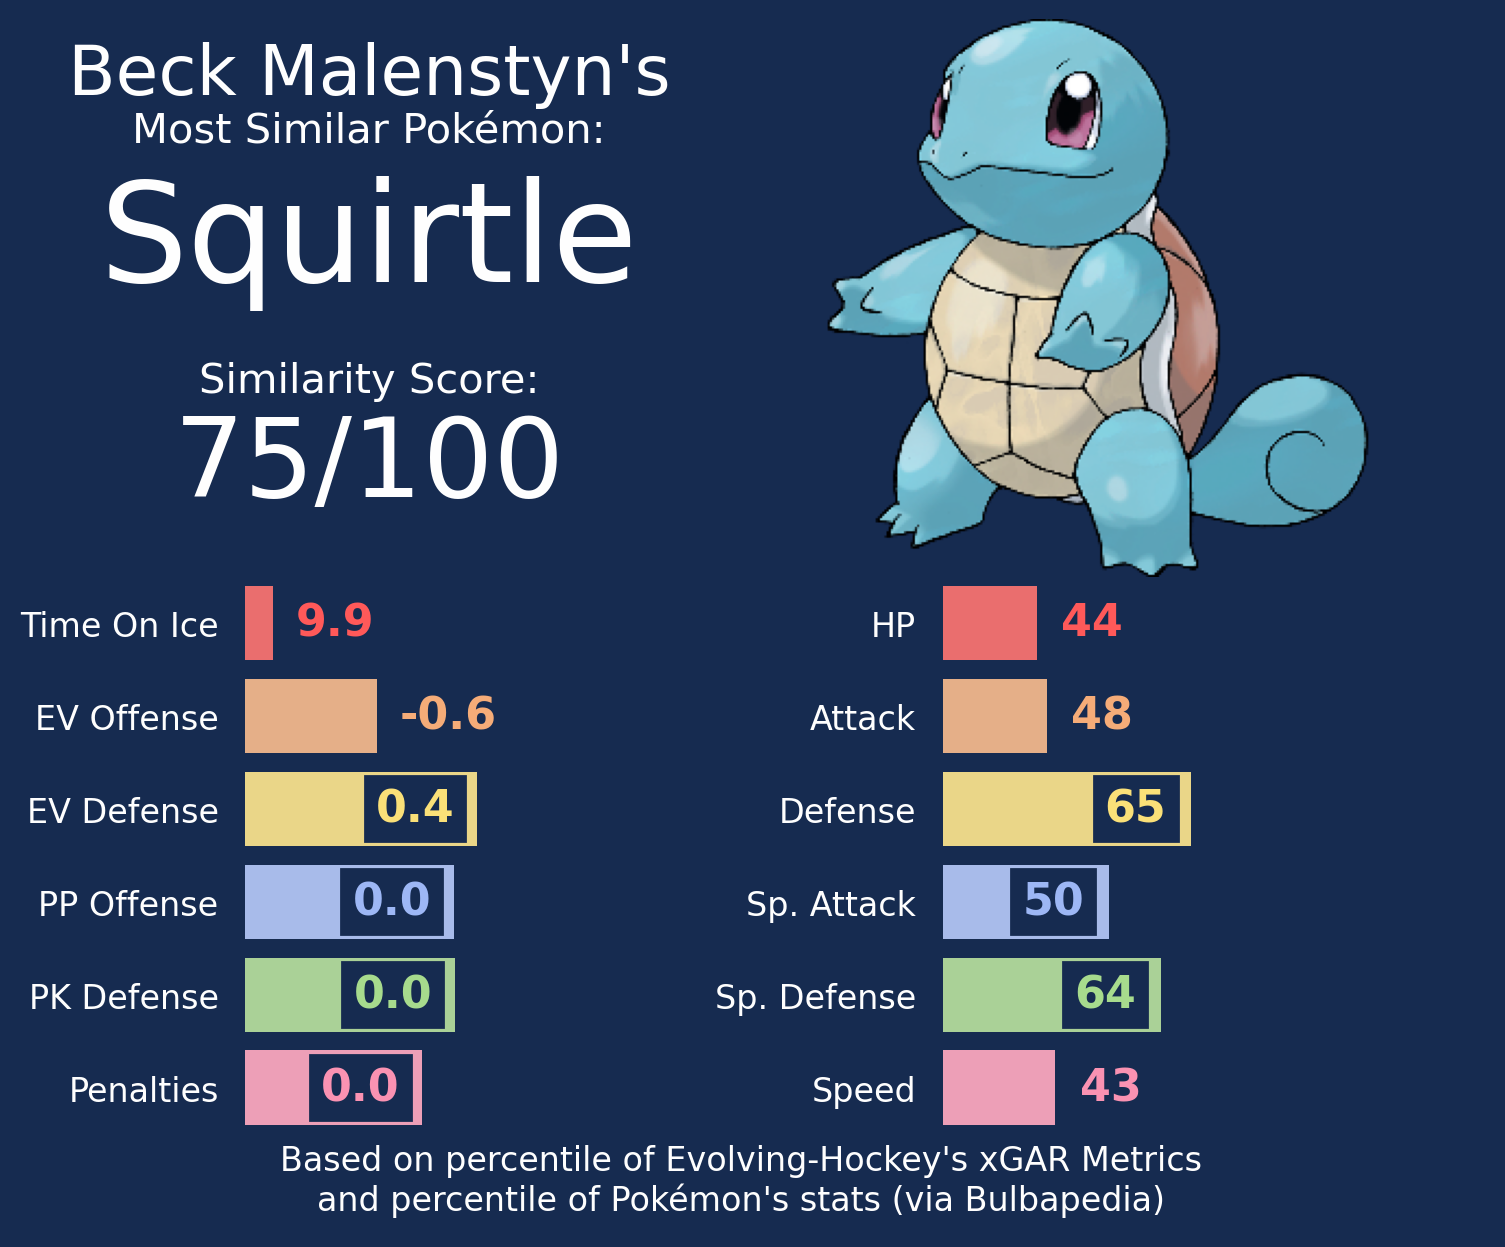 Beck Malenstyn's
Most Similar Pokémon:
Squirtle
Similarity Score:
75/100
Time On Ice 9.9
EV Offense -0.6
EV Defense 0.4
PP Offense 0.0
PK Defense 0.0
Penalties 0.0
HP 44
Attack 48
Defense 65
Sp. Attack 50
Sp. Defense 64
Speed 43
Based on percentile of Evolving-Hockey's xGAR Metrics
and percentile of Pokémon's stats (via Bulbapedia)